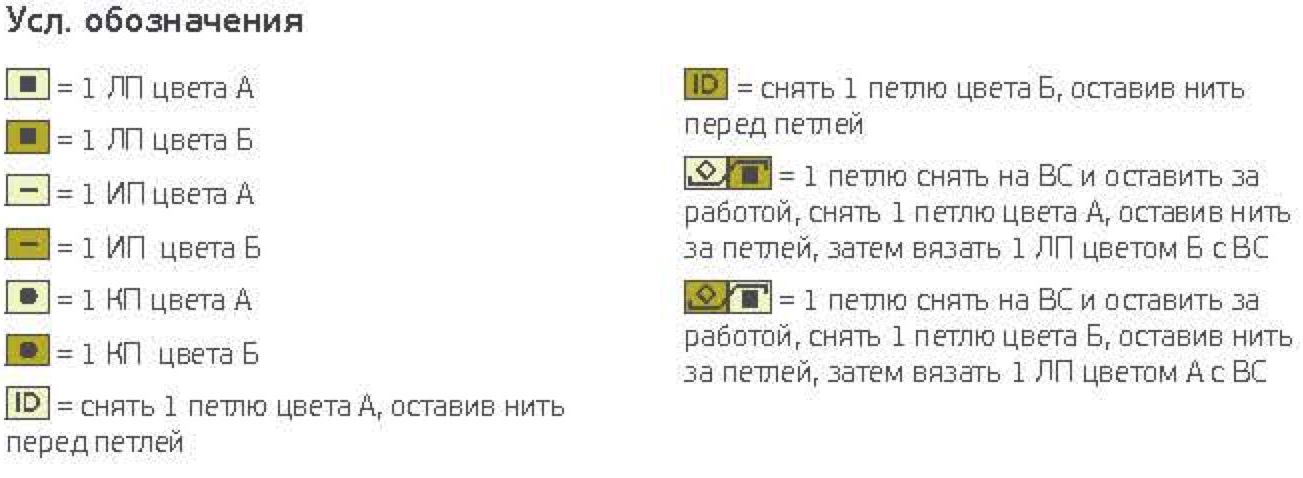 Усл. обозначения
= 1 ЛП цвета А
= 1 ЛП цвета Б
= 1 ИП цвета А
= 1 ИП цвета Б
= 1 КП цвета А
= 1 КП цвета Б
ID = снять 1 петлю цвета А, оставив нить
перед петлей
ID = снять 1 петлю цвета Б, оставив нить
перед петлей
= 1 петлю снять на ВС и оставить за
работой, снять 1 петлю цвета А, оставив нить
за петлей, затем вязать 1 ЛП цветом Б с ВС
= 1 петлю снять на ВС и оставить за
работой, снять 1 петлю цвета Б, оставив нить
за петлей, затем вязать 1 ЛП цветом А с ВС